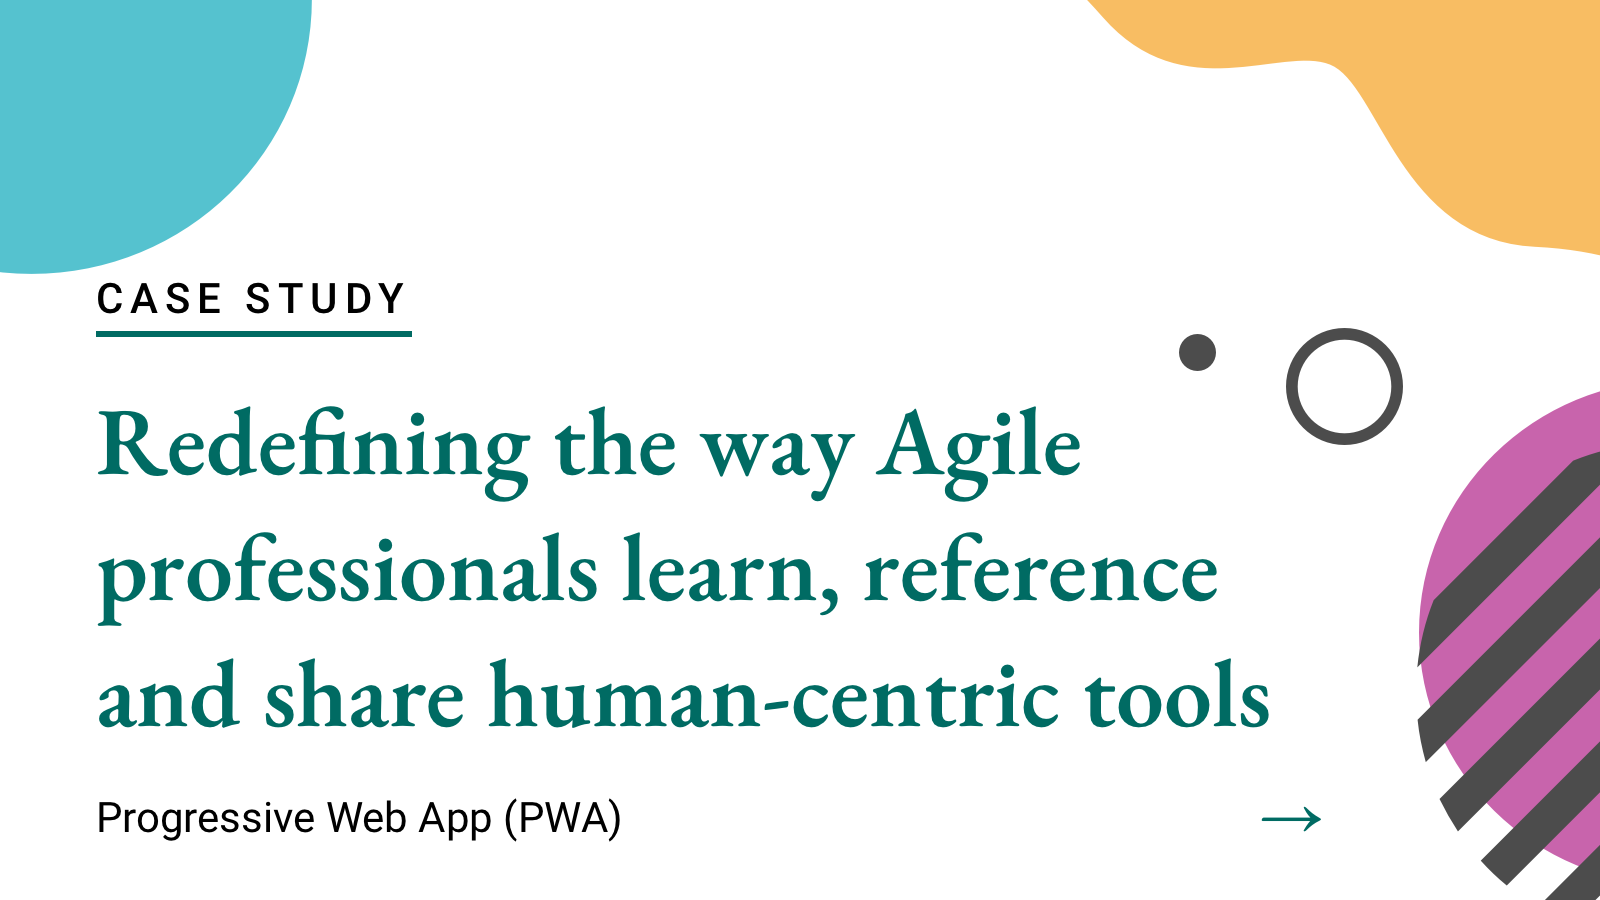 CASE STUDY
Redefining the way Agile
professionals learn, reference
and share human-centric tools
Progressive Web App (PWA)
→